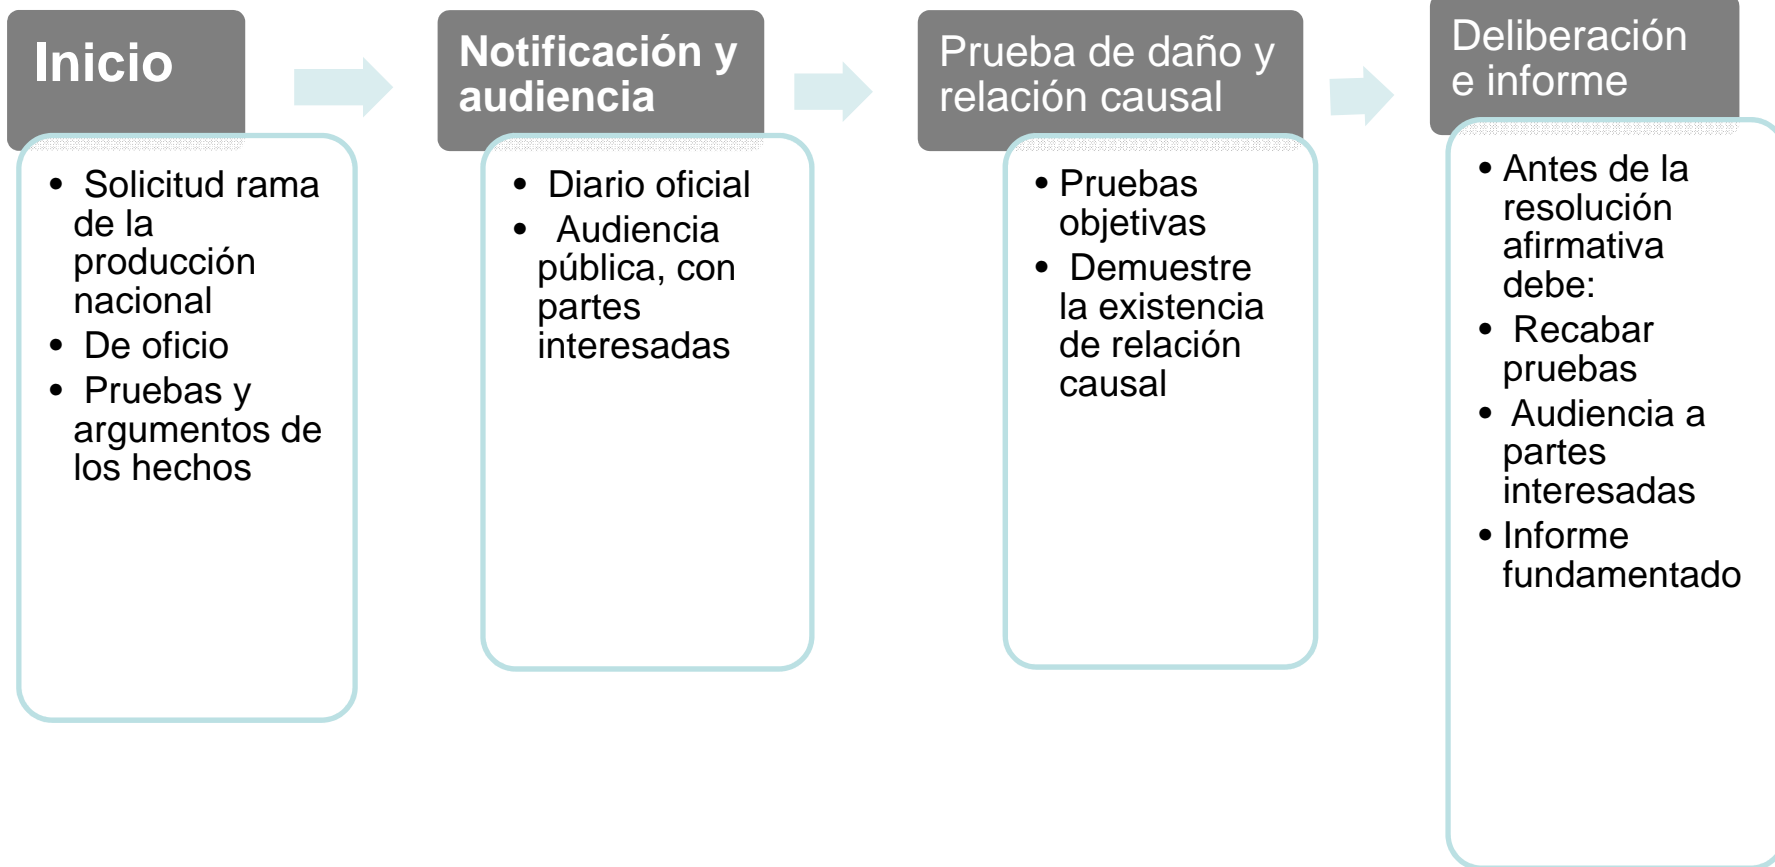 Inicio
• Solicitud rama
de la
producción
nacional
• De oficio
• Pruebas y
argumentos de
los hechos
Notificación y
audiencia
• Diario oficial
• Audiencia
pública, con
partes
interesadas
Prueba de daño y
relación causal
• Pruebas
objetivas
• Demuestre
la existencia
de relación
causal
Deliberación
e informe
• Antes de la
resolución
afirmativa
debe:
• Recabar
pruebas
• Audiencia a
partes
interesadas
• Informe
fundamentado